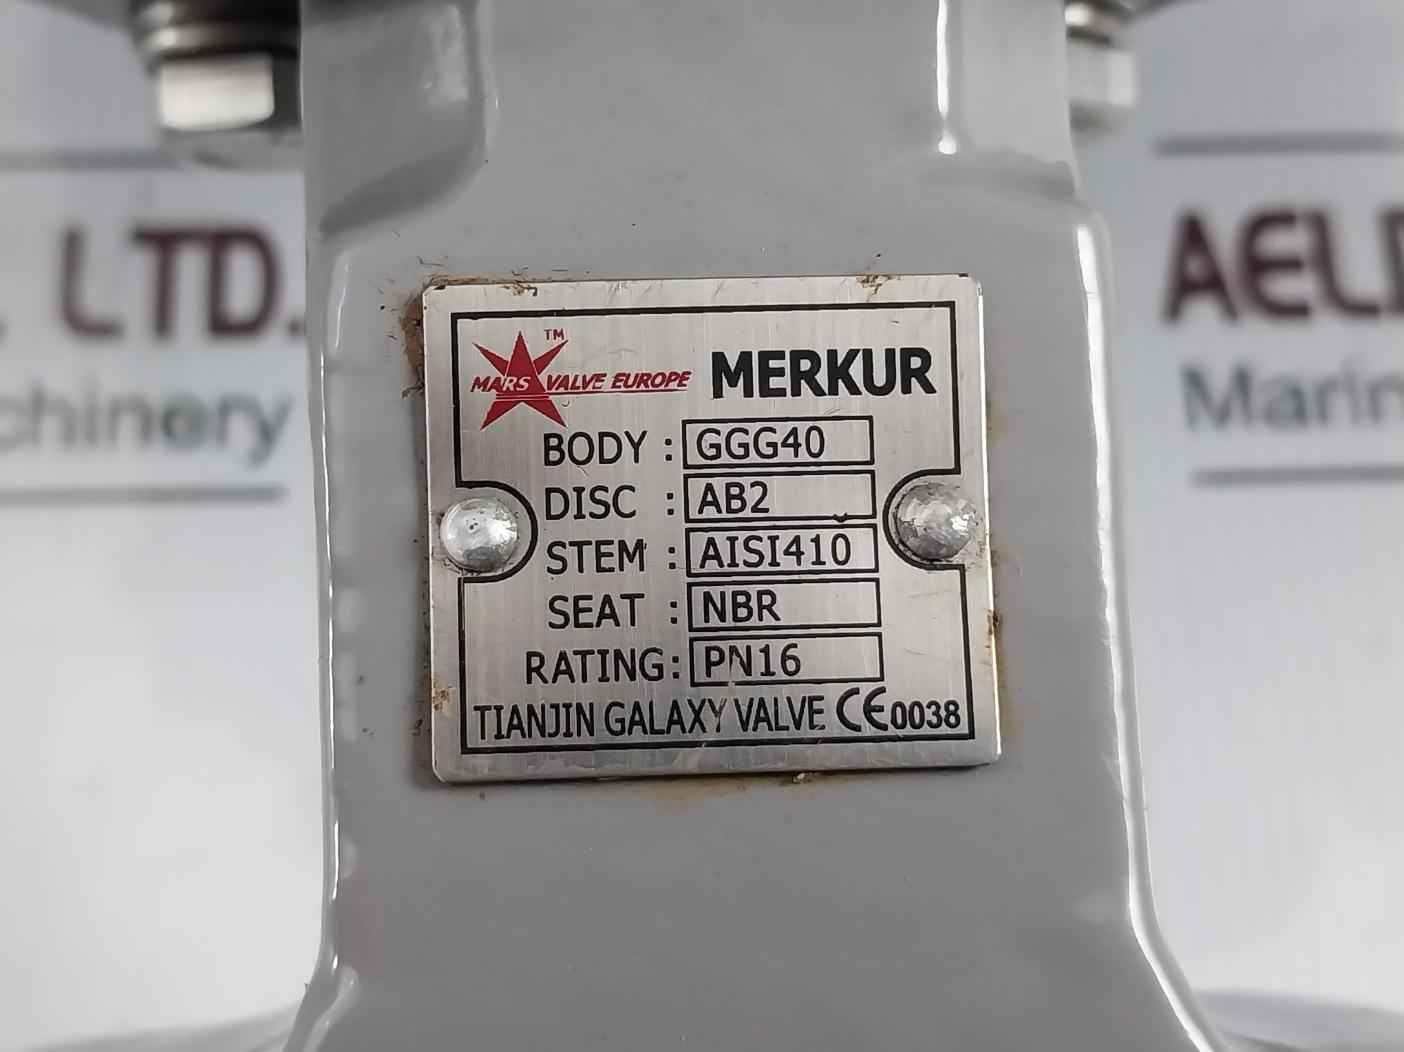 LTD.
chinery
AEL
Marin
™
MARS VALVE EUROPE
MERKUR
BODY : GGG40
DISC : AB2
STEM : AISI410
SEAT : NBR
RATING: PN16
TIANJIN GALAXY VALVE CE0038